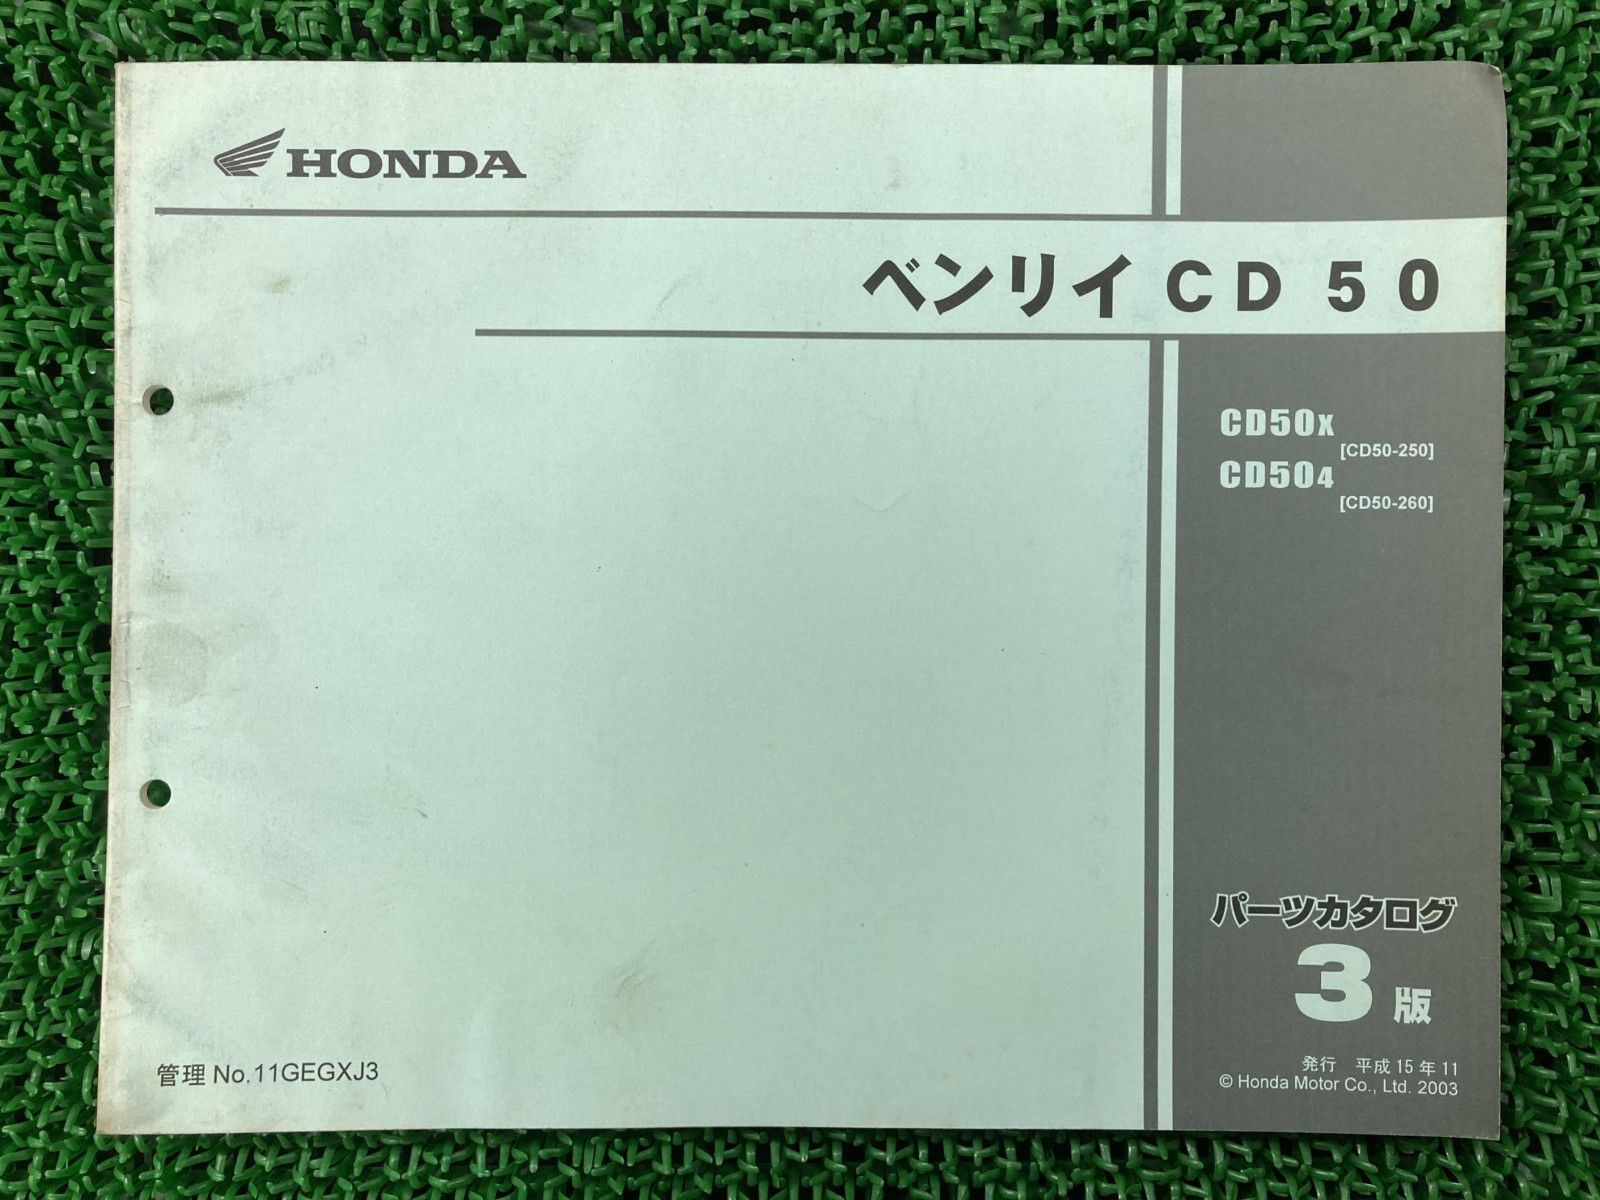 HONDA
ベンリイ CD 50
CD50X
[CD50-250]
CD504
[CD50-260]
パーツカタログ
3 版
管理 No.11GEGXJ3
発行 平成 15 年 11
© Honda Motor Co., Ltd. 2003